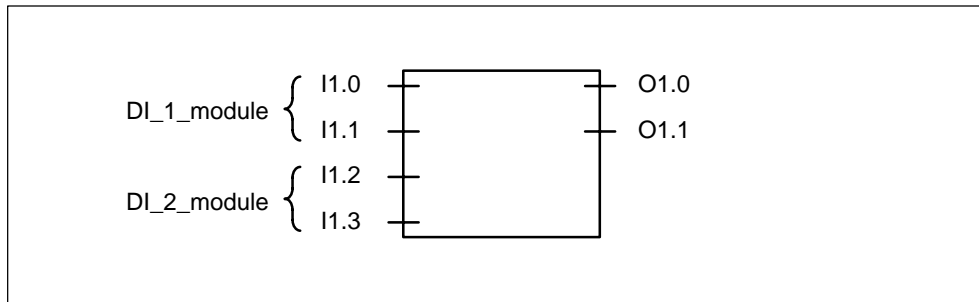 I1.0 O1.0
DI_1_module
I1.1 O1.1
I1.2
DI_2_module
I1.3